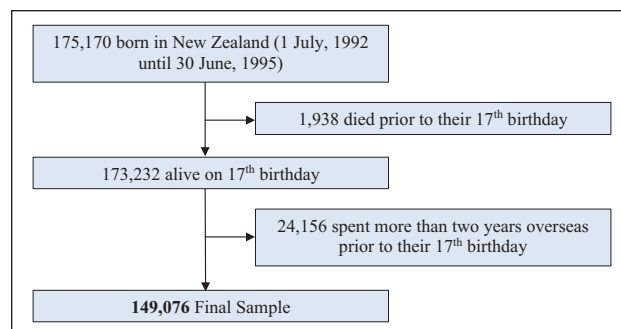 175,170 born in New Zealand (1 July, 1992
until 30 June, 1995)
1,938 died prior to their 17th birthday
173,232 alive on 17th birthday
24,156 spent more than two years overseas
prior to their 17th birthday
149,076 Final Sample